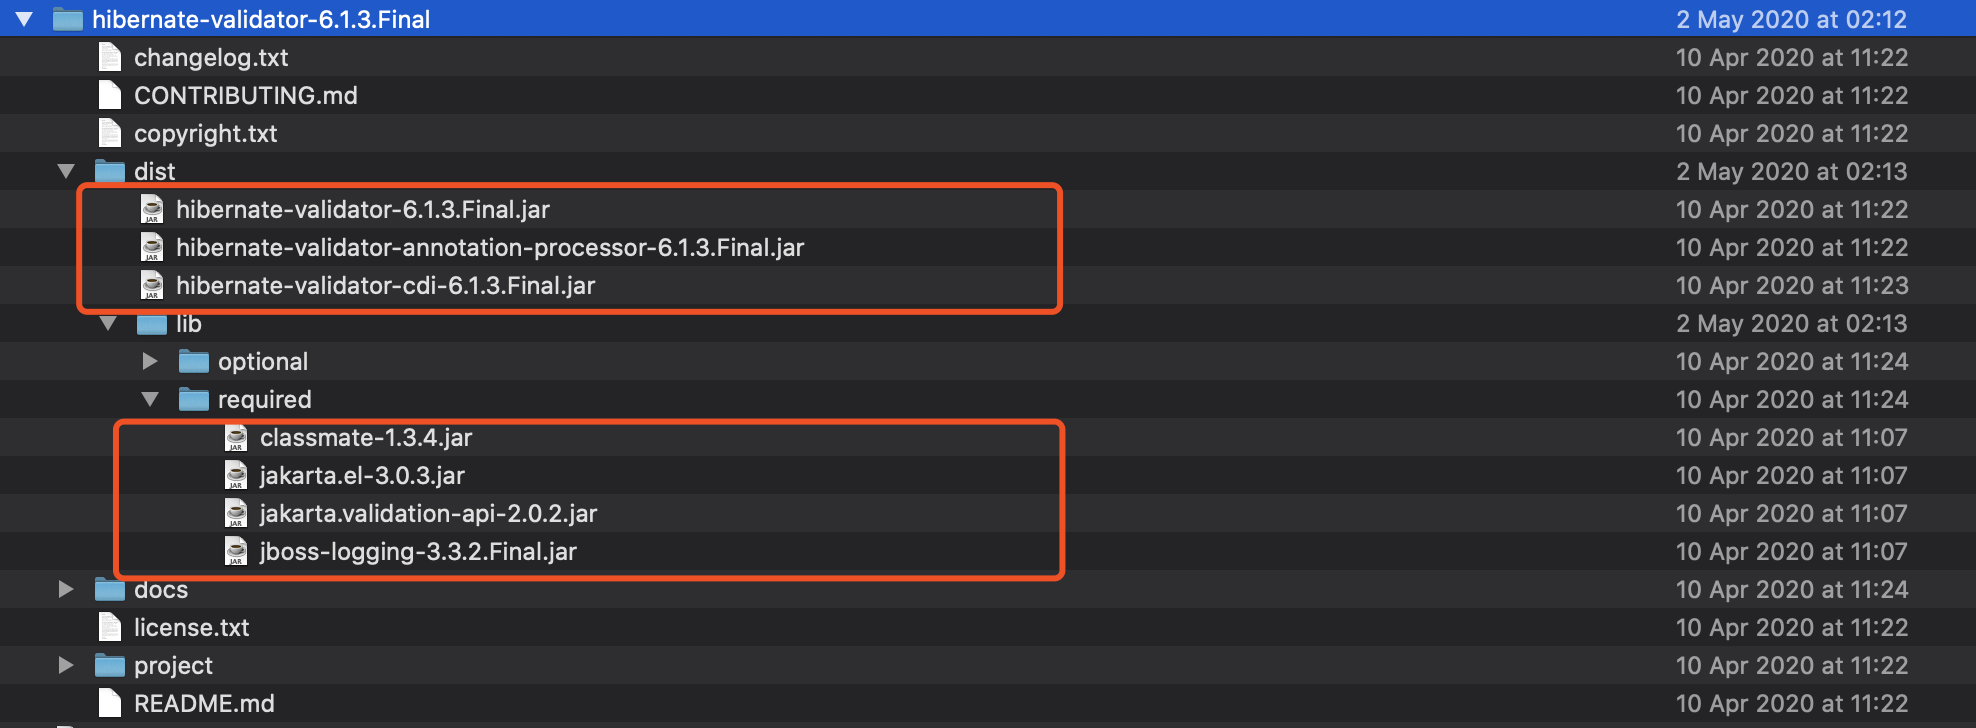 hibernate-validator-6.1.3.Final 2 May 2020 at 02:12
changelog.txt 10 Apr 2020 at 11:22
CONTRIBUTING.md 10 Apr 2020 at 11:22
copyright.txt 10 Apr 2020 at 11:22
dist 2 May 2020 at 02:13
JAR hibernate-validator-6.1.3.Final.jar 10 Apr 2020 at 11:22
JAR hibernate-validator-annotation-processor-6.1.3.Final.jar 10 Apr 2020 at 11:22
JAR hibernate-validator-cdi-6.1.3.Final.jar 10 Apr 2020 at 11:23
lib 2 May 2020 at 02:13
optional 10 Apr 2020 at 11:24
required 10 Apr 2020 at 11:24
JAR classmate-1.3.4.jar 10 Apr 2020 at 11:07
JAR jakarta.el-3.0.3.jar 10 Apr 2020 at 11:07
JAR jakarta.validation-api-2.0.2.jar 10 Apr 2020 at 11:07
JAR jboss-logging-3.3.2.Final.jar 10 Apr 2020 at 11:07
docs 10 Apr 2020 at 11:24
license.txt 10 Apr 2020 at 11:22
project 10 Apr 2020 at 11:22
README.md 10 Apr 2020 at 11:22